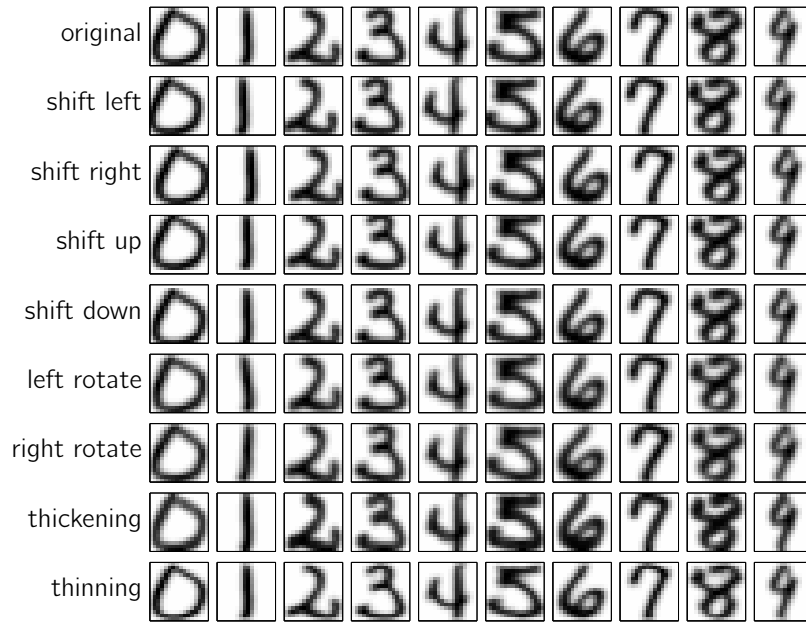 original 0 1 2 3 4 5 6 7 8 9
shift left 0 1 2 3 4 5 6 7 8 9
shift right 0 1 2 3 4 5 6 7 8 9
shift up 0 1 2 3 4 5 6 7 8 9
shift down 0 1 2 3 4 5 6 7 8 9
left rotate 0 1 2 3 4 5 6 7 8 9
right rotate 0 1 2 3 4 5 6 7 8 9
thickening 0 1 2 3 4 5 6 7 8 9
thinning 0 1 2 3 4 5 6 7 8 9